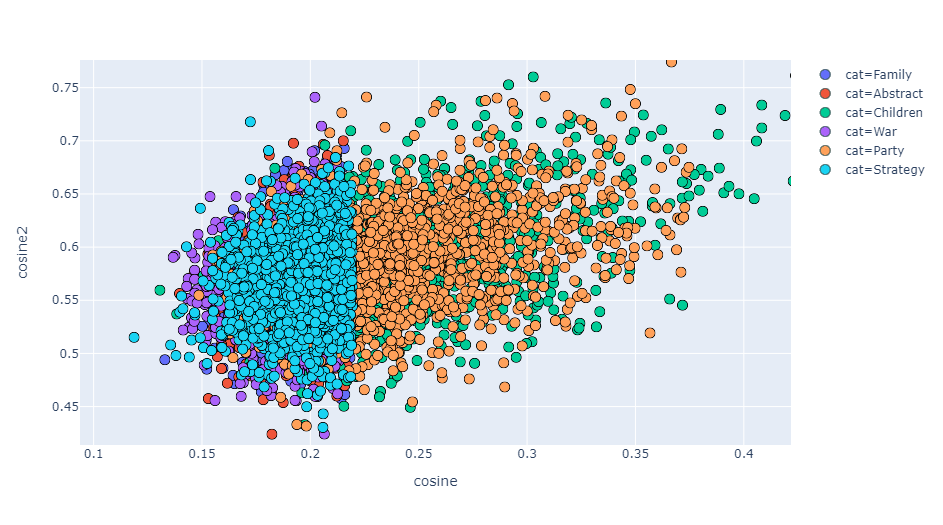 cat=Family
cat=Abstract
cat=Children
cat=War
cat=Party
cat=Strategy
0.75
0.7
0.65
0.6
0.55
0.5
0.45
cosine2
0.1 0.15 0.2 0.25 0.3 0.35 0.4
cosine